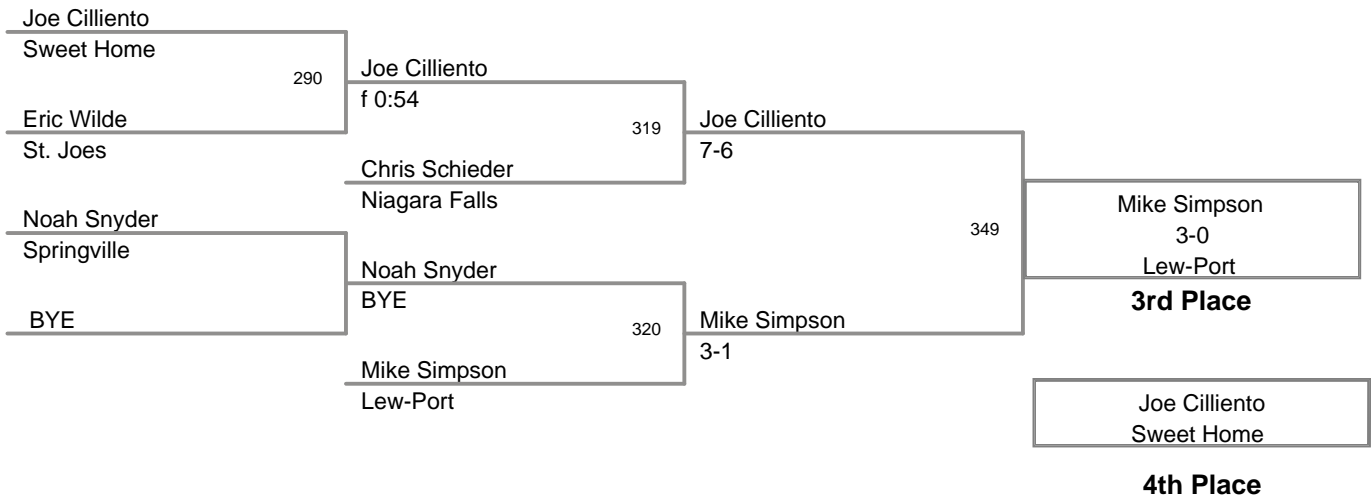 Joe Cilliento
Sweet Home
290
Eric Wilde
St. Joes
Noah Snyder
Springville
BYE
Joe Cilliento
f 0:54
319
Chris Schieder
Niagara Falls
Noah Snyder
BYE
320
Mike Simpson
Lew-Port
Joe Cilliento
7-6
349
Mike Simpson
3-1
Mike Simpson
3-0
Lew-Port
3rd Place
Joe Cilliento
Sweet Home
4th Place